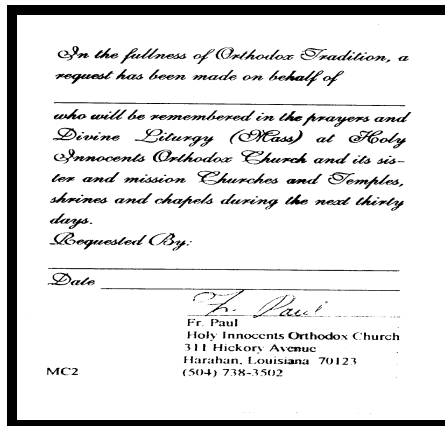 In the fullness of Orthodox Tradition, a
request has been made on behalf of
who will be remembered in the prayers and
Divine Liturgy (Mass) at Holy
Innocents Orthodox Church and its sis-
ter and mission Churches and Temples,
shrines and chapels during the next thirty
days.
Requested By:
Date
Fr. Paul
Fr. Paul
Holy Innocents Orthodox Church
311 Hickory Avenue
Harahan, Louisiana 70123
MC2 (504) 738-3502